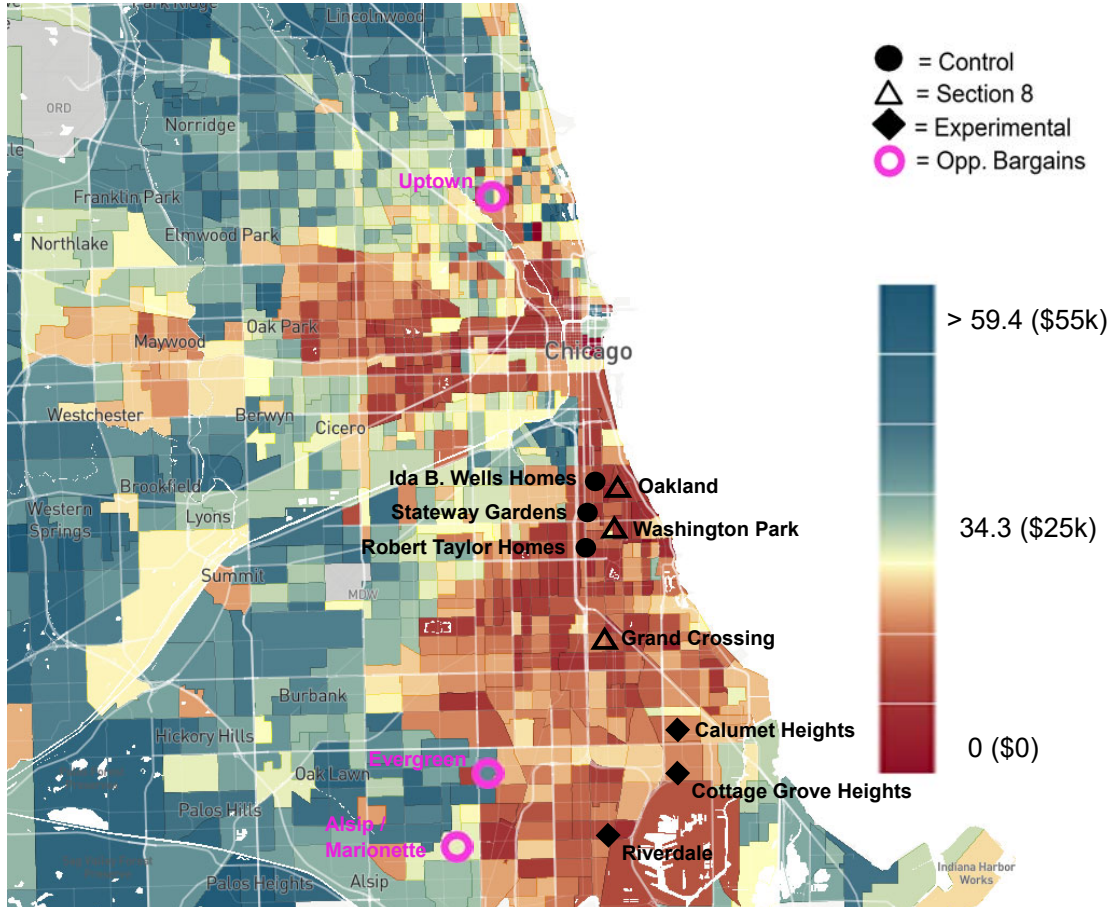 Park Ridge
Lincolnwood
ORD
Norridge
Uptown
Franklin Park
Elmwood Park
Northlake
Oak Park
Maywood
Chicago
Westchester
Berwyn
Cicero
Ida B. Wells Homes
Oakland
Brookfield
Western
Springs
Lyons
Stateway Gardens
Washington Park
Robert Taylor Homes
Summit
MDW
Grand Crossing
Burbank
Calumet Heights
Hickory Hills
Evergreen
Oak Lawn
Cottage Grove Heights
Palos Hills
Alsip /
Marionette
Riverdale
Palos Heights
Alsip
Indiana Harbor
Works
= Control
= Section 8
= Experimental
= Opp. Bargains
> 59.4 ($55k)
34.3 ($25k)
0 ($0)